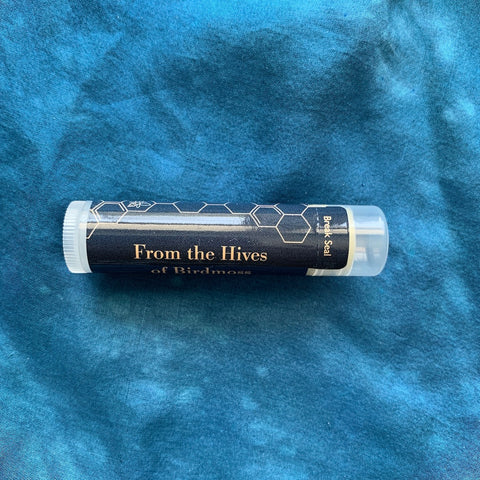 From the Hives
of Birdmoss
Break Seal